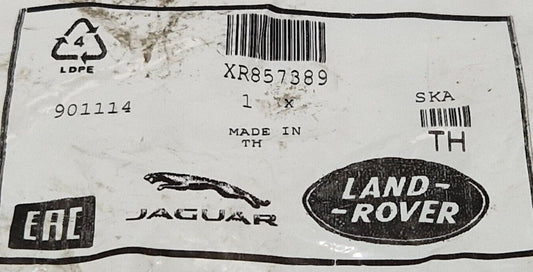 4
LDPE
XR857389
901114
1 x
SKA
MADE IN
TH
TH
EAC
JAGUAR
LAND-
-ROVER